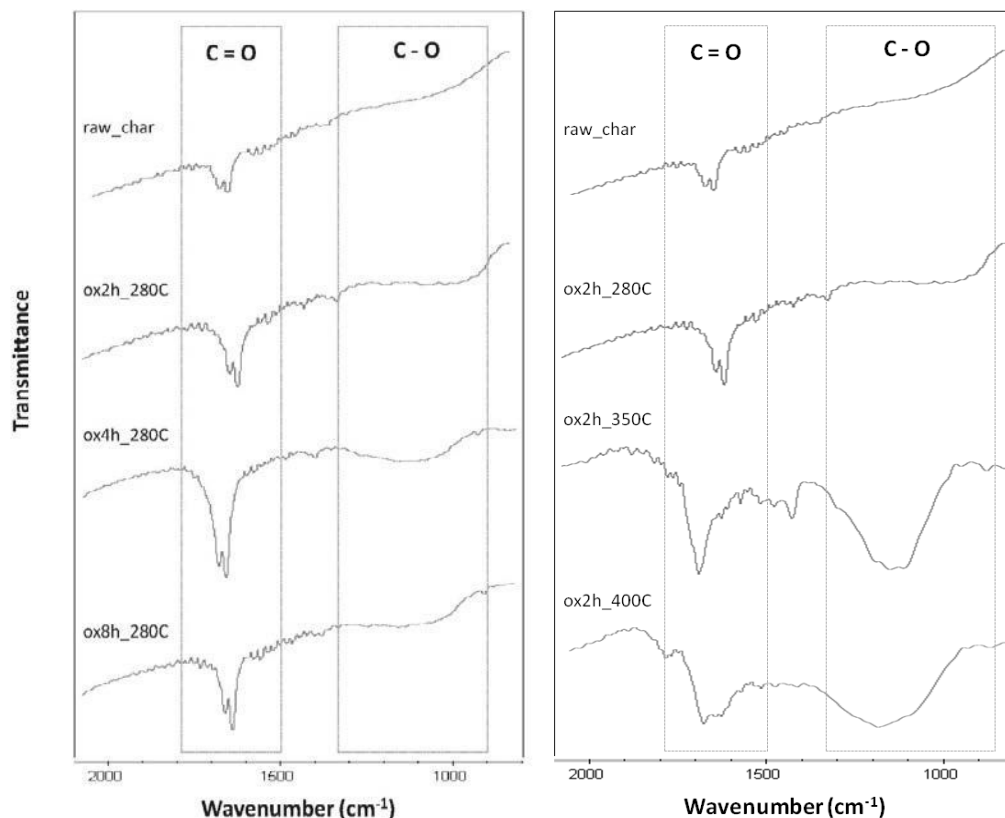 C = O
C - O
raw_char
ox2h_280C
ox4h_280C
ox8h_280C
Transmittance
2000
1500
1000
Wavenumber (cm⁻¹)
C = O
C - O
raw_char
ox2h_280C
ox2h_350C
ox2h_400C
2000
1500
1000
Wavenumber (cm⁻¹)